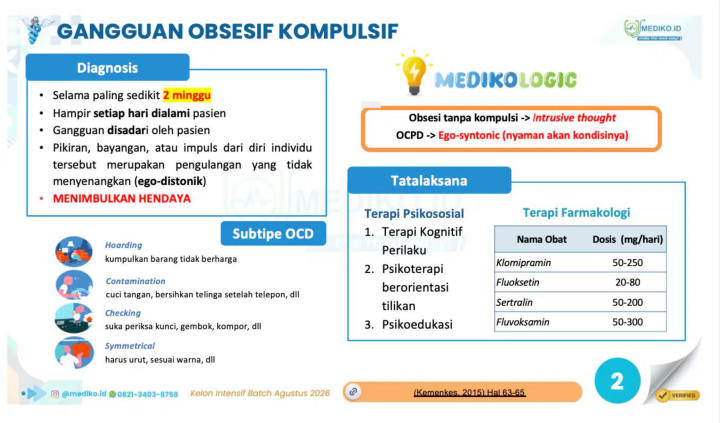 GANGGUAN OBSESIF KOMPULSIF
MEDIKO.ID
Diagnosis
• Selama paling sedikit 2 minggu
• Hampir setiap hari dialami pasien
• Gangguan disadari oleh pasien
• Pikiran, bayangan, atau impuls dari diri individu
tersebut merupakan pengulangan yang tidak
menyenangkan (ego-distonik)
• MENIMBULKAN HENDAYA
Subtipe OCD
Hoarding
kumpulkan barang tidak berharga
Contamination
cuci tangan, bersihkan telinga setelah telepon, dll
Checking
suka periksa kunci, gembok, kompor, dll
Symmetrical
harus urut, sesuai warna, dll
MEDIKOLOGIC
Obsesi tanpa kompulsi -> Intrusive thought
OCPD -> Ego-syntonic (nyaman akan kondisinya)
Tatalaksana
Terapi Psikososial
1. Terapi Kognitif
Perilaku
2. Psikoterapi
berorientasi
tilikan
3. Psikoedukasi
Terapi Farmakologi
Nama Obat Dosis (mg/hari)
Klomipramin 50-250
Fluoksetin 20-80
Sertralin 50-200
Fluvoksamin 50-300
@mediko.id 0821-3403-8758 Kelon Intensif Batch Agustus 2026
(Kemenkes, 2015) Hal 63-65
2
VERIFIED